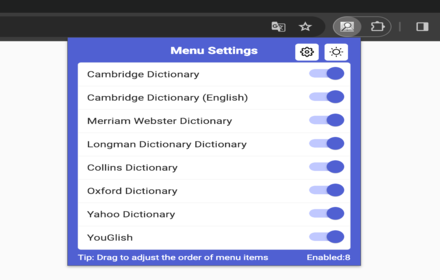 Menu Settings
Cambridge Dictionary
Cambridge Dictionary (English)
Merriam Webster Dictionary
Longman Dictionary Dictionary
Collins Dictionary
Oxford Dictionary
Yahoo Dictionary
YouGlish
Tip: Drag to adjust the order of menu items Enabled:8